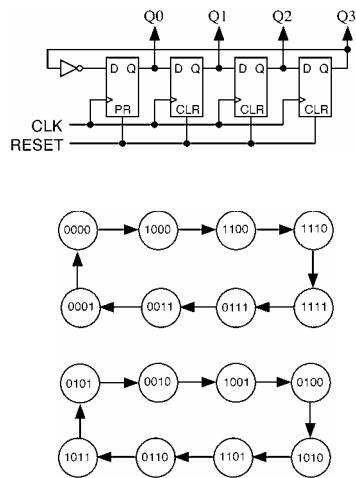 Q0 Q1 Q2 Q3
D Q D Q D Q D Q
PR CLR CLR CLR
CLK
RESET
0000 1000 1100 1110
0001 0011 0111 1111
0101 0010 1001 0100
1011 0110 1101 1010